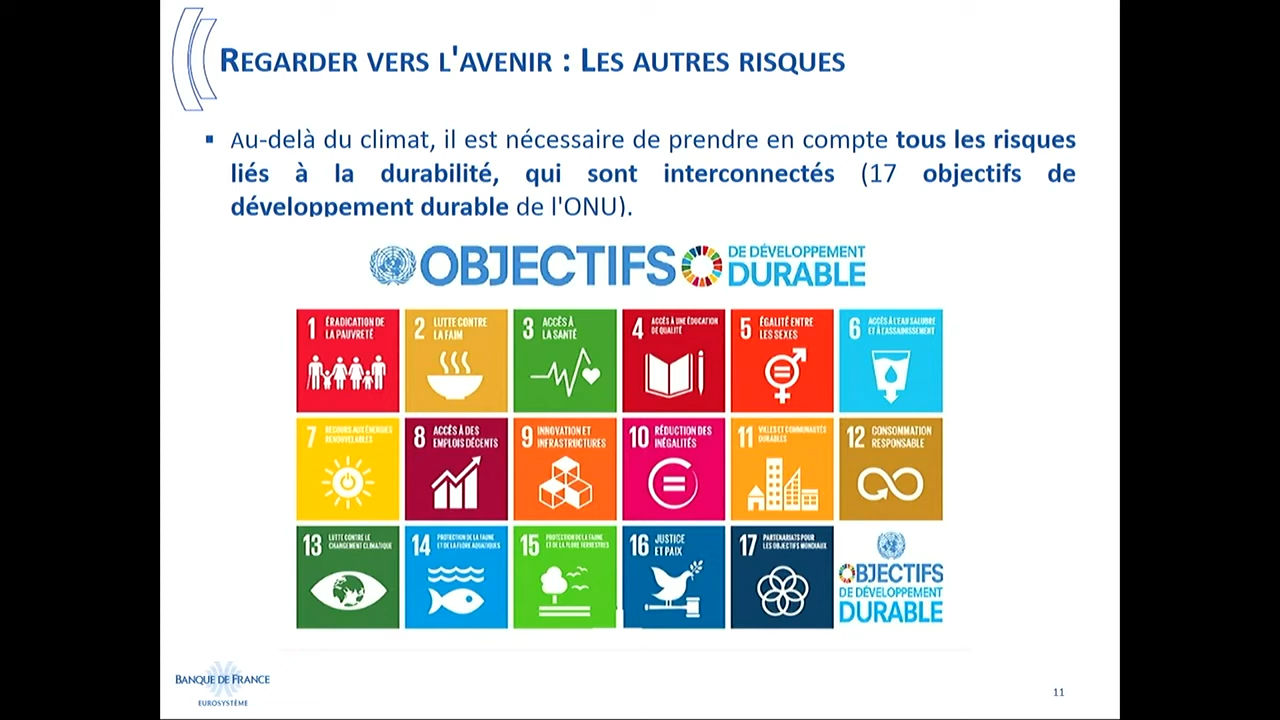 REGARDER VERS L'AVENIR : LES AUTRES RISQUES
▪ Au-delà du climat, il est nécessaire de prendre en compte tous les risques
liés à la durabilité, qui sont interconnectés (17 objectifs de
développement durable de l'ONU).
OBJECTIFS
DE DÉVELOPPEMENT
DURABLE
1 ÉRADICATION DE
LA PAUVRETÉ
2 LUTTE CONTRE
LA FAIM
3 ACCÈS À
LA SANTÉ
4 ACCÈS À UNE ÉDUCATION
DE QUALITÉ
5 ÉGALITÉ ENTRE
LES SEXES
6 ACCÈS À L'EAU SALUBRE
ET À L'ASSAINISSEMENT
7 RECOURS AUX ÉNERGIES
RENOUVELABLES
8 ACCÈS À DES
EMPLOIS DÉCENTS
9 INNOVATION ET
INFRASTRUCTURES
10 RÉDUCTION DES
INÉGALITÉS
11 VILLES ET COMMUNAUTÉS
DURABLES
12 CONSOMMATION
RESPONSABLE
13 LUTTE CONTRE LE
CHANGEMENT CLIMATIQUE
14 PROTECTION DE LA FAUNE
ET DE LA FLORE AQUATIQUES
15 PROTECTION DE LA FAUNE
ET DE LA FLORE TERRESTRES
16 JUSTICE
ET PAIX
17 PARTENARIATS POUR
LES OBJECTIFS MONDIAUX
OBJECTIFS
DE DÉVELOPPEMENT
DURABLE
BANQUE DE FRANCE
EUROSYSTÈME
11